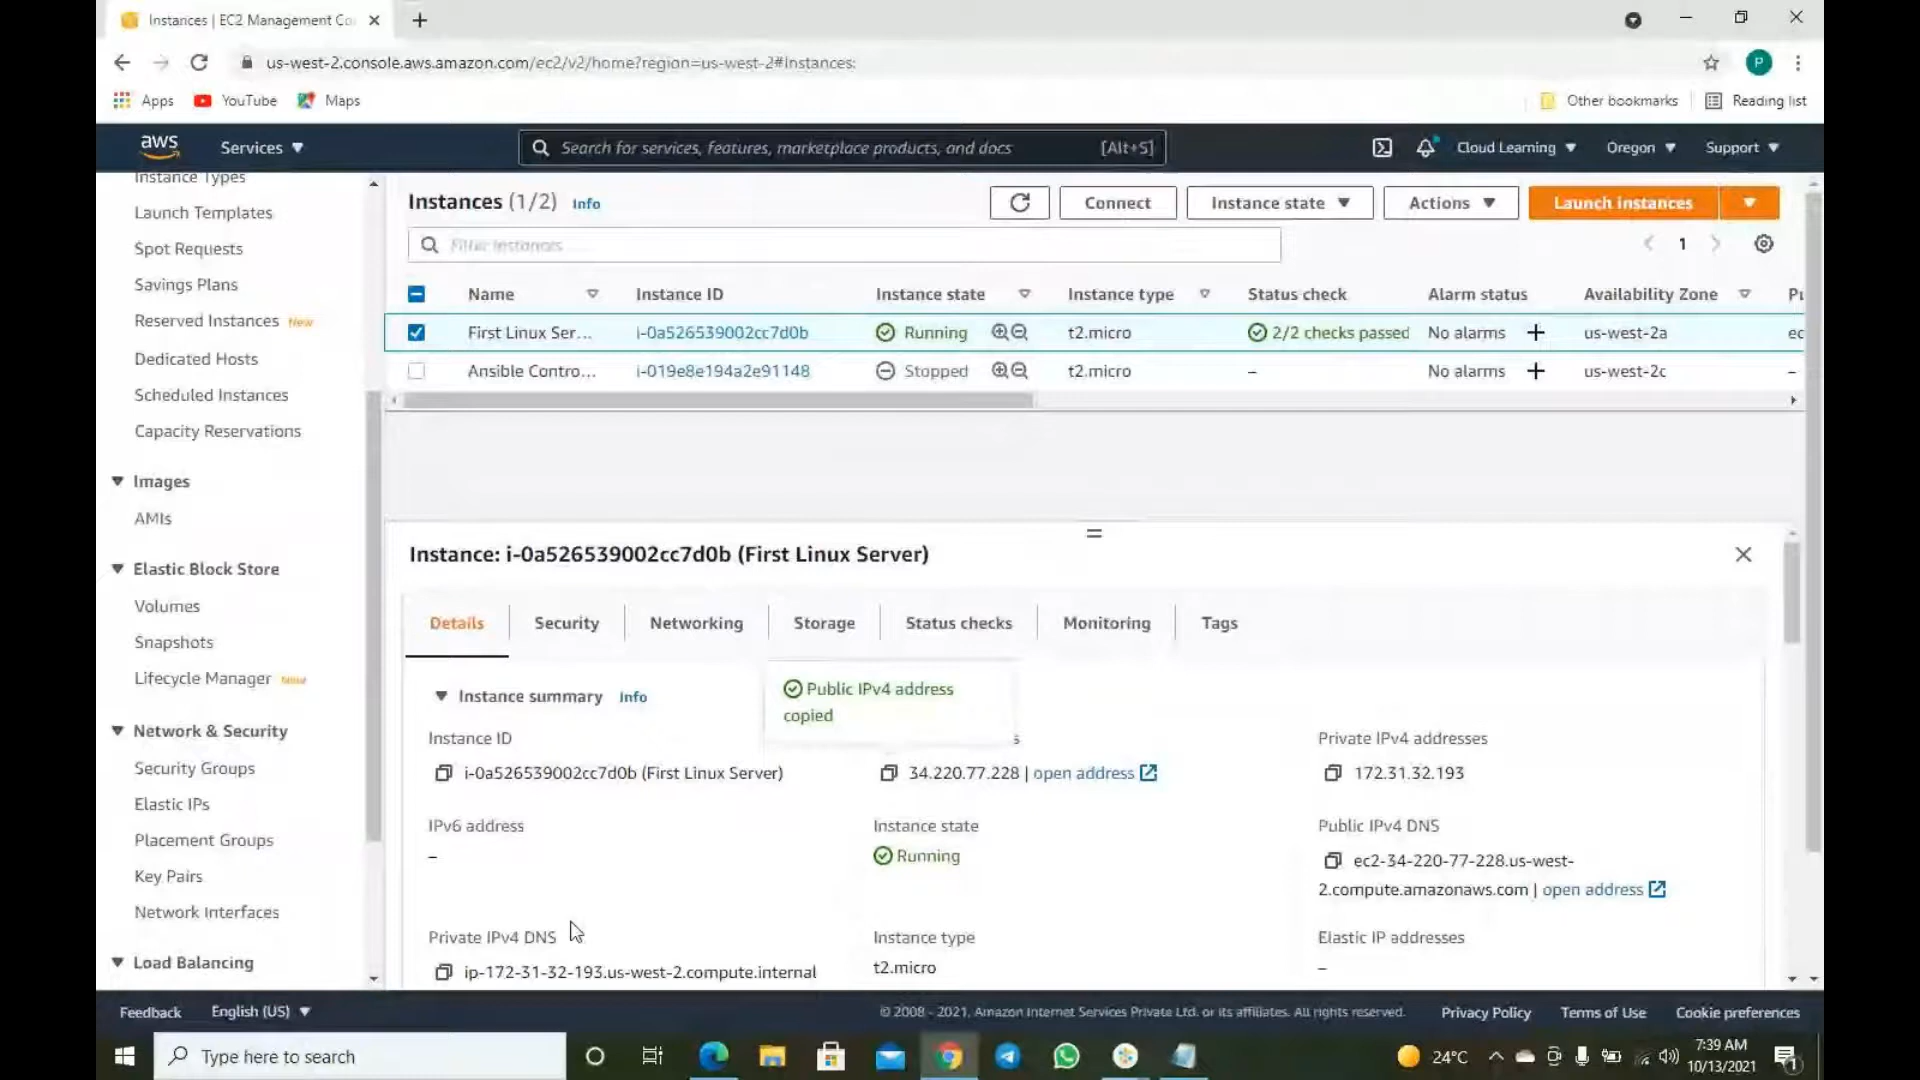 Instances | EC2 Management Co
us-west-2.console.aws.amazon.com/ec2/v2/home?region=us-west-2#Instances:
Apps YouTube Maps Other bookmarks Reading list
aws Services Search for services, features, marketplace products, and docs [Alt+S] Cloud Learning Oregon Support
Instance Types
Launch Templates
Spot Requests
Savings Plans
Reserved Instances New
Dedicated Hosts
Scheduled Instances
Capacity Reservations
Images
AMIs
Elastic Block Store
Volumes
Snapshots
Lifecycle Manager New
Network & Security
Security Groups
Elastic IPs
Placement Groups
Key Pairs
Network Interfaces
Load Balancing
Instances (1/2) Info Connect Instance state Actions Launch instances
Filter instances
1
Name Instance ID Instance state Instance type Status check Alarm status Availability Zone Pu
First Linux Ser... i-0a526539002cc7d0b Running t2.micro 2/2 checks passed No alarms + us-west-2a ec
Ansible Contro... i-019e8e194a2e91148 Stopped t2.micro – No alarms + us-west-2c –
Instance: i-0a526539002cc7d0b (First Linux Server)
Details Security Networking Storage Status checks Monitoring Tags
Instance summary Info
Public IPv4 address
copied
Instance ID s Private IPv4 addresses
i-0a526539002cc7d0b (First Linux Server) 34.220.77.228 | open address 172.31.32.193
IPv6 address Instance state Public IPv4 DNS
– Running ec2-34-220-77-228.us-west-
2.compute.amazonaws.com | open address
Private IPv4 DNS Instance type Elastic IP addresses
ip-172-31-32-193.us-west-2.compute.internal t2.micro –
Feedback English (US) © 2008 - 2021, Amazon Internet Services Private Ltd. or its affiliates. All rights reserved. Privacy Policy Terms of Use Cookie preferences
Type here to search 24°C 7:39 AM
10/13/2021 1
P